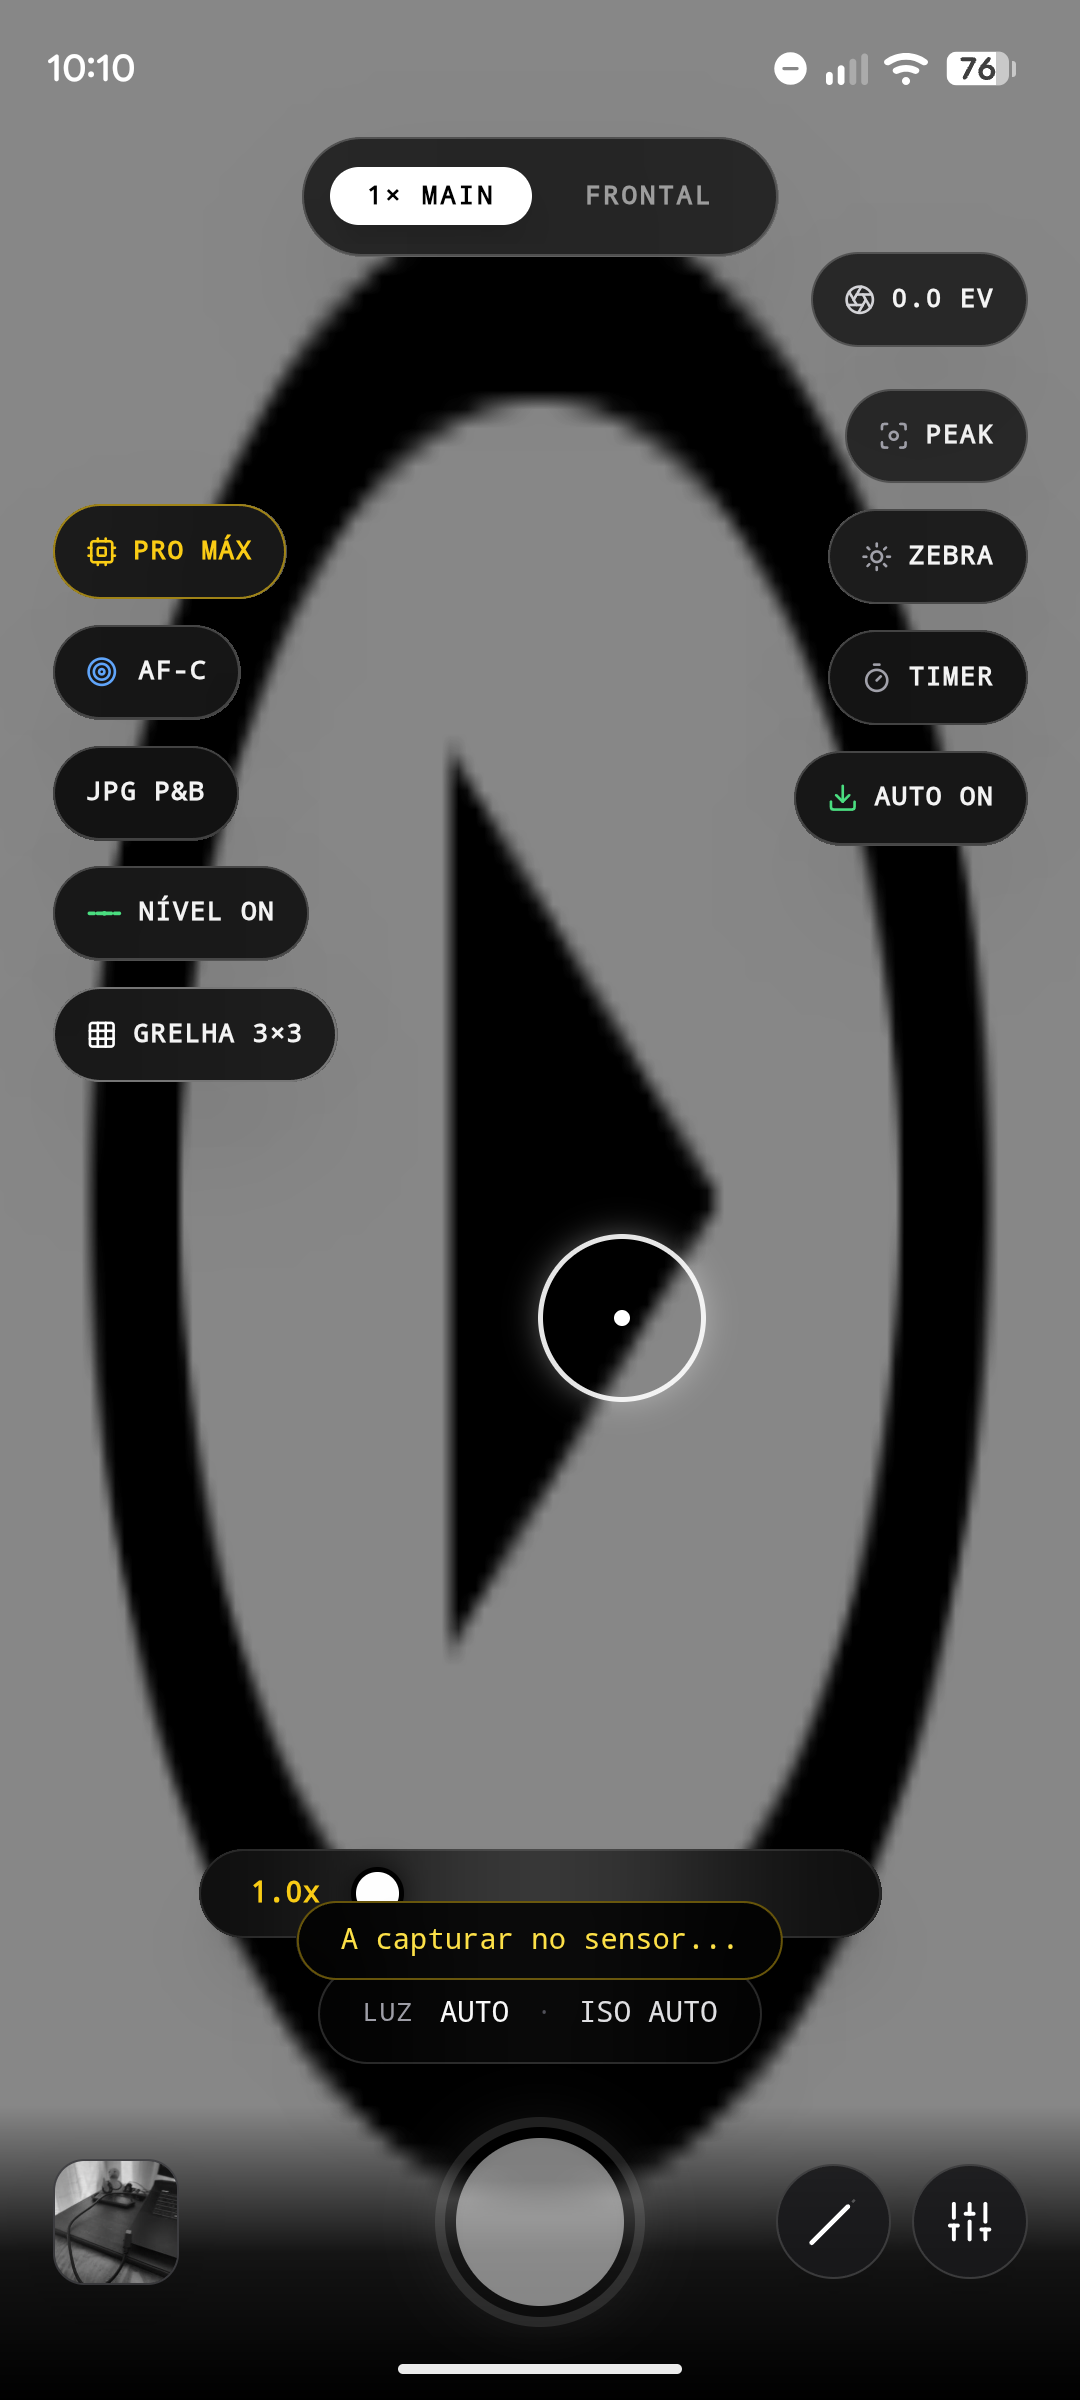 10:10
76
1× MAIN
FRONTAL
0.0 EV
PEAK
PRO MÁX
ZEBRA
AF-C
TIMER
JPG P&B
AUTO ON
NÍVEL ON
GRELHA 3×3
1.0x
A capturar no sensor...
LUZ AUTO · ISO AUTO